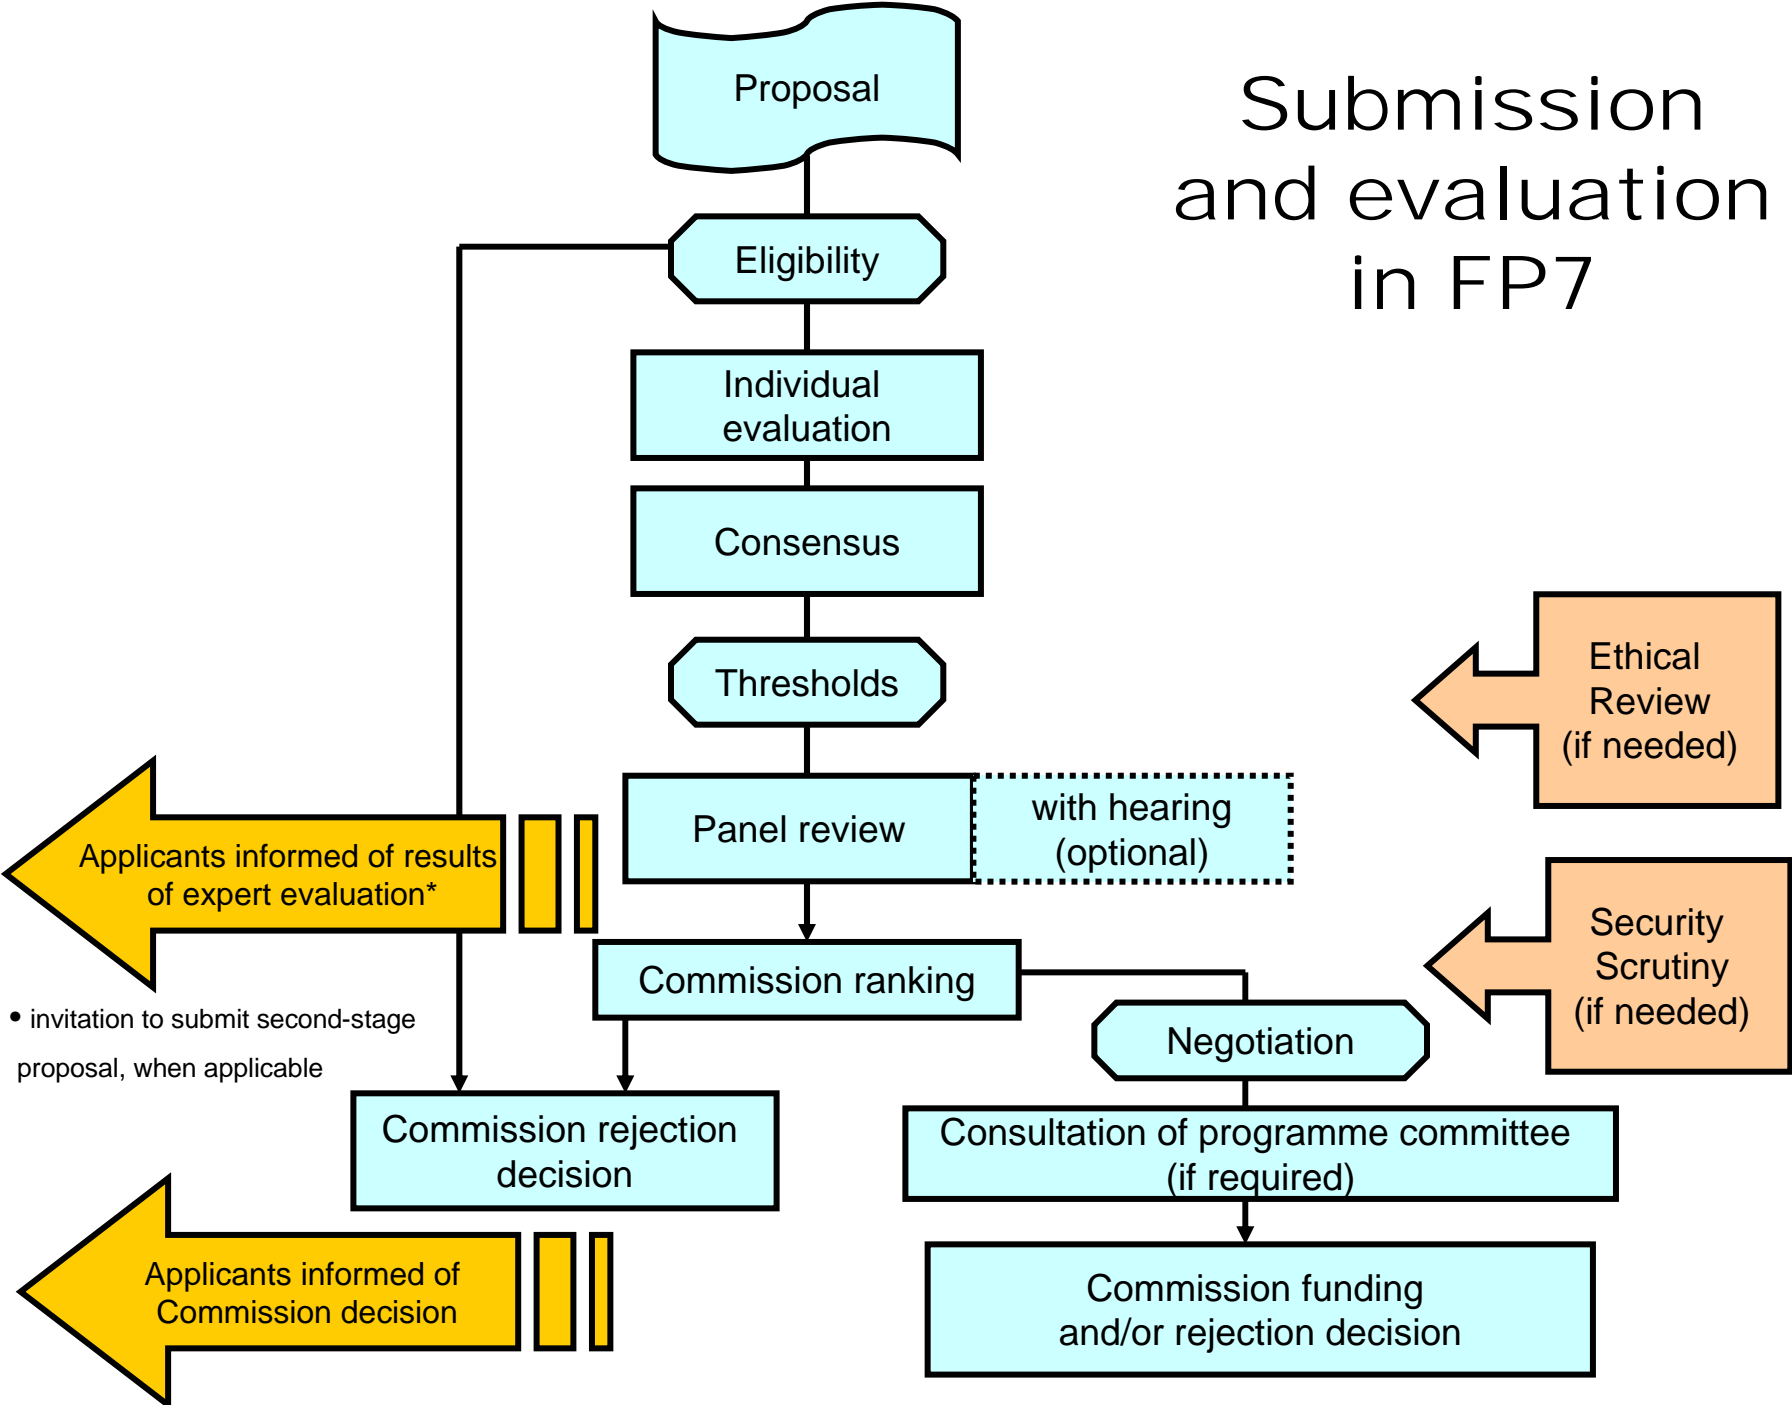 Submission
and evaluation
in FP7
Proposal
Eligibility
Individual
evaluation
Consensus
Thresholds
Panel review
with hearing
(optional)
Ethical
Review
(if needed)
Applicants informed of results
of expert evaluation*
Commission ranking
Security
Scrutiny
(if needed)
• invitation to submit second-stage
proposal, when applicable
Negotiation
Commission rejection
decision
Consultation of programme committee
(if required)
Applicants informed of
Commission decision
Commission funding
and/or rejection decision